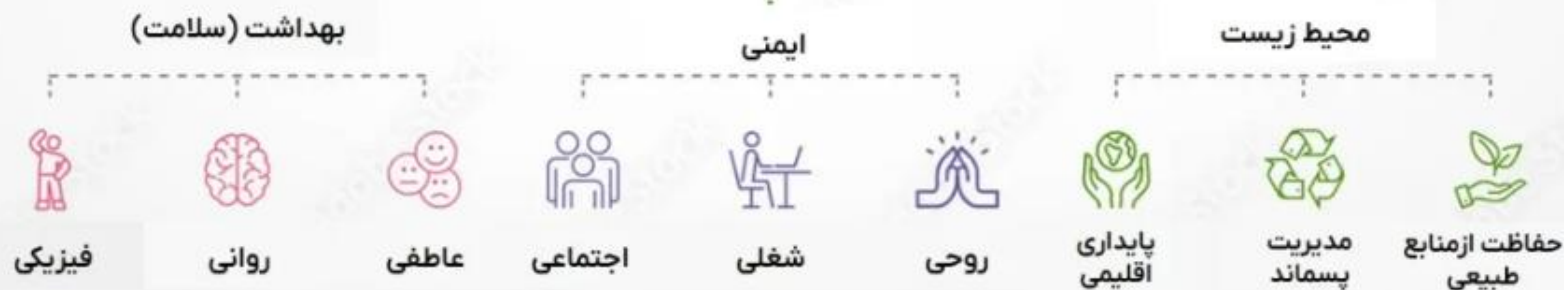 محیط زیست
ایمنی
بهداشت (سلامت)
حفاظت ازمنابع
طبیعی
مدیریت
پسماند
پایداری
اقلیمی
روحی
شغلی
اجتماعی
عاطفی
روانی
فیزیکی